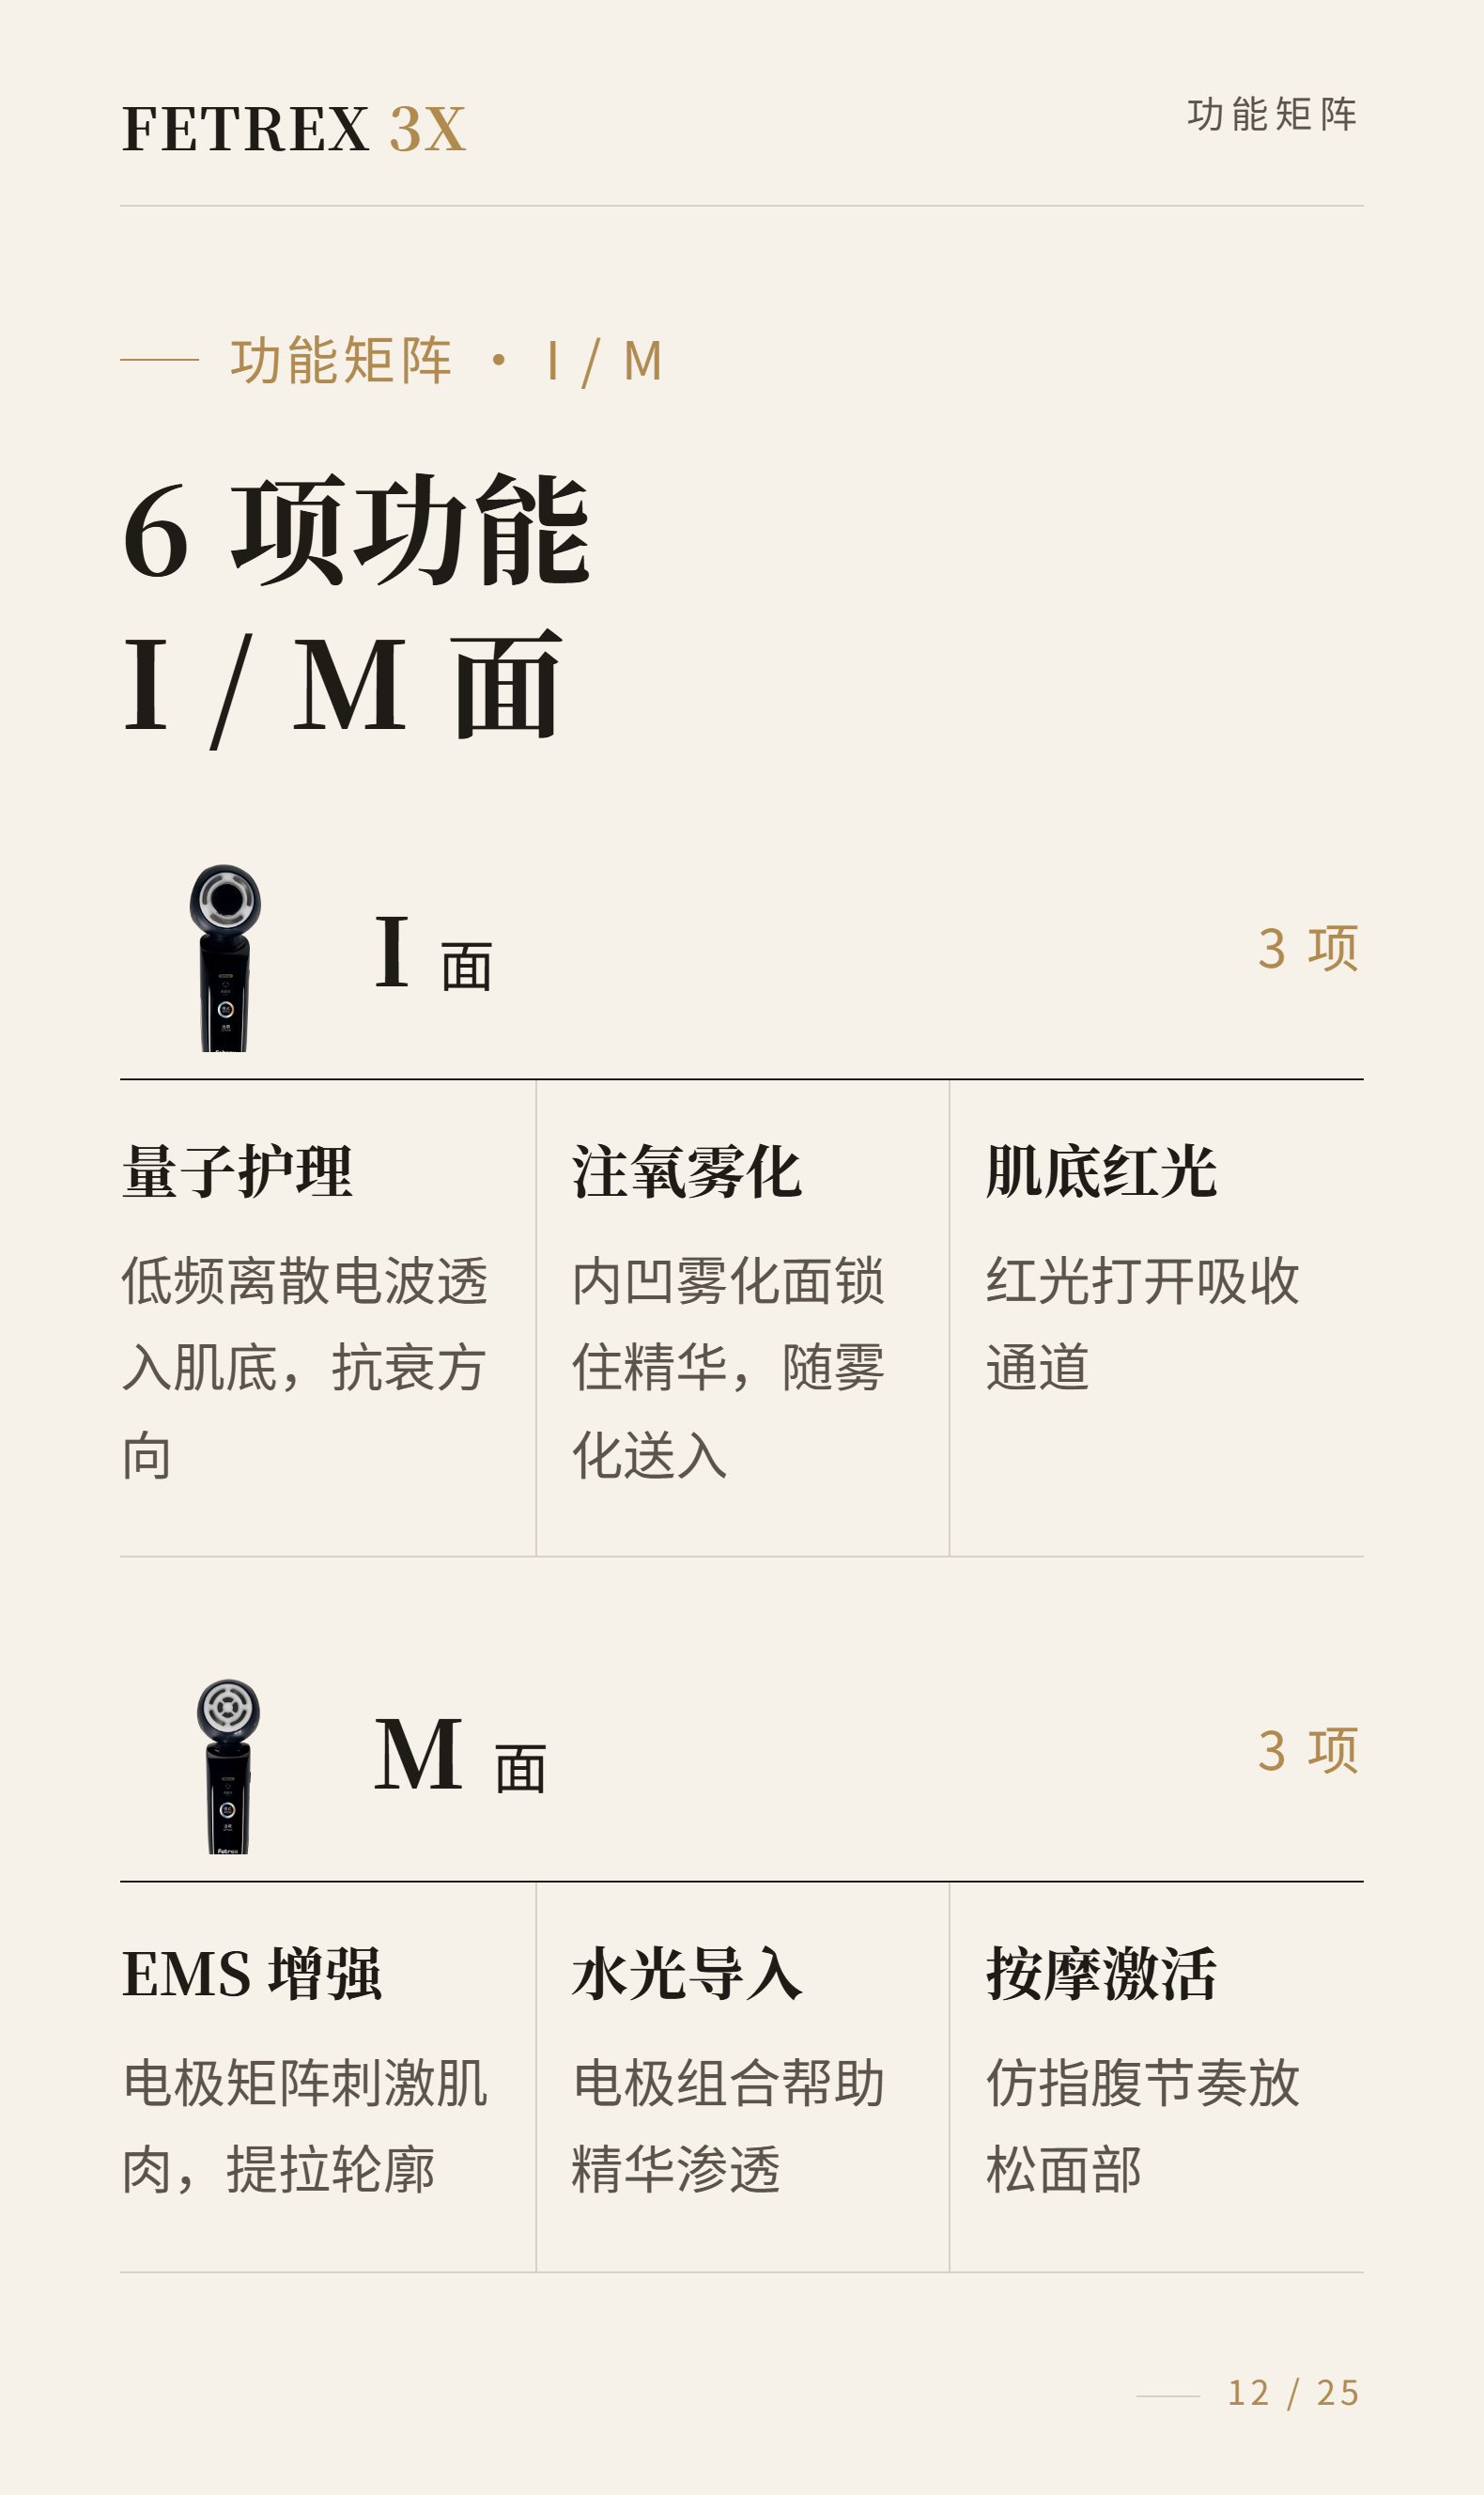 FETREX 3X
功能矩阵
功能矩阵 · I / M
6 项功能
I / M 面
I 面
3 项
量子护理
低频离散电波透
入肌底，抗衰方
向
注氧雾化
内凹雾化面锁
住精华，随雾
化送入
肌底红光
红光打开吸收
通道
M 面
3 项
Fetrex
EMS 增强
电极矩阵刺激肌
肉，提拉轮廓
水光导入
电极组合帮助
精华渗透
按摩激活
仿指腹节奏放
松面部
12 / 25